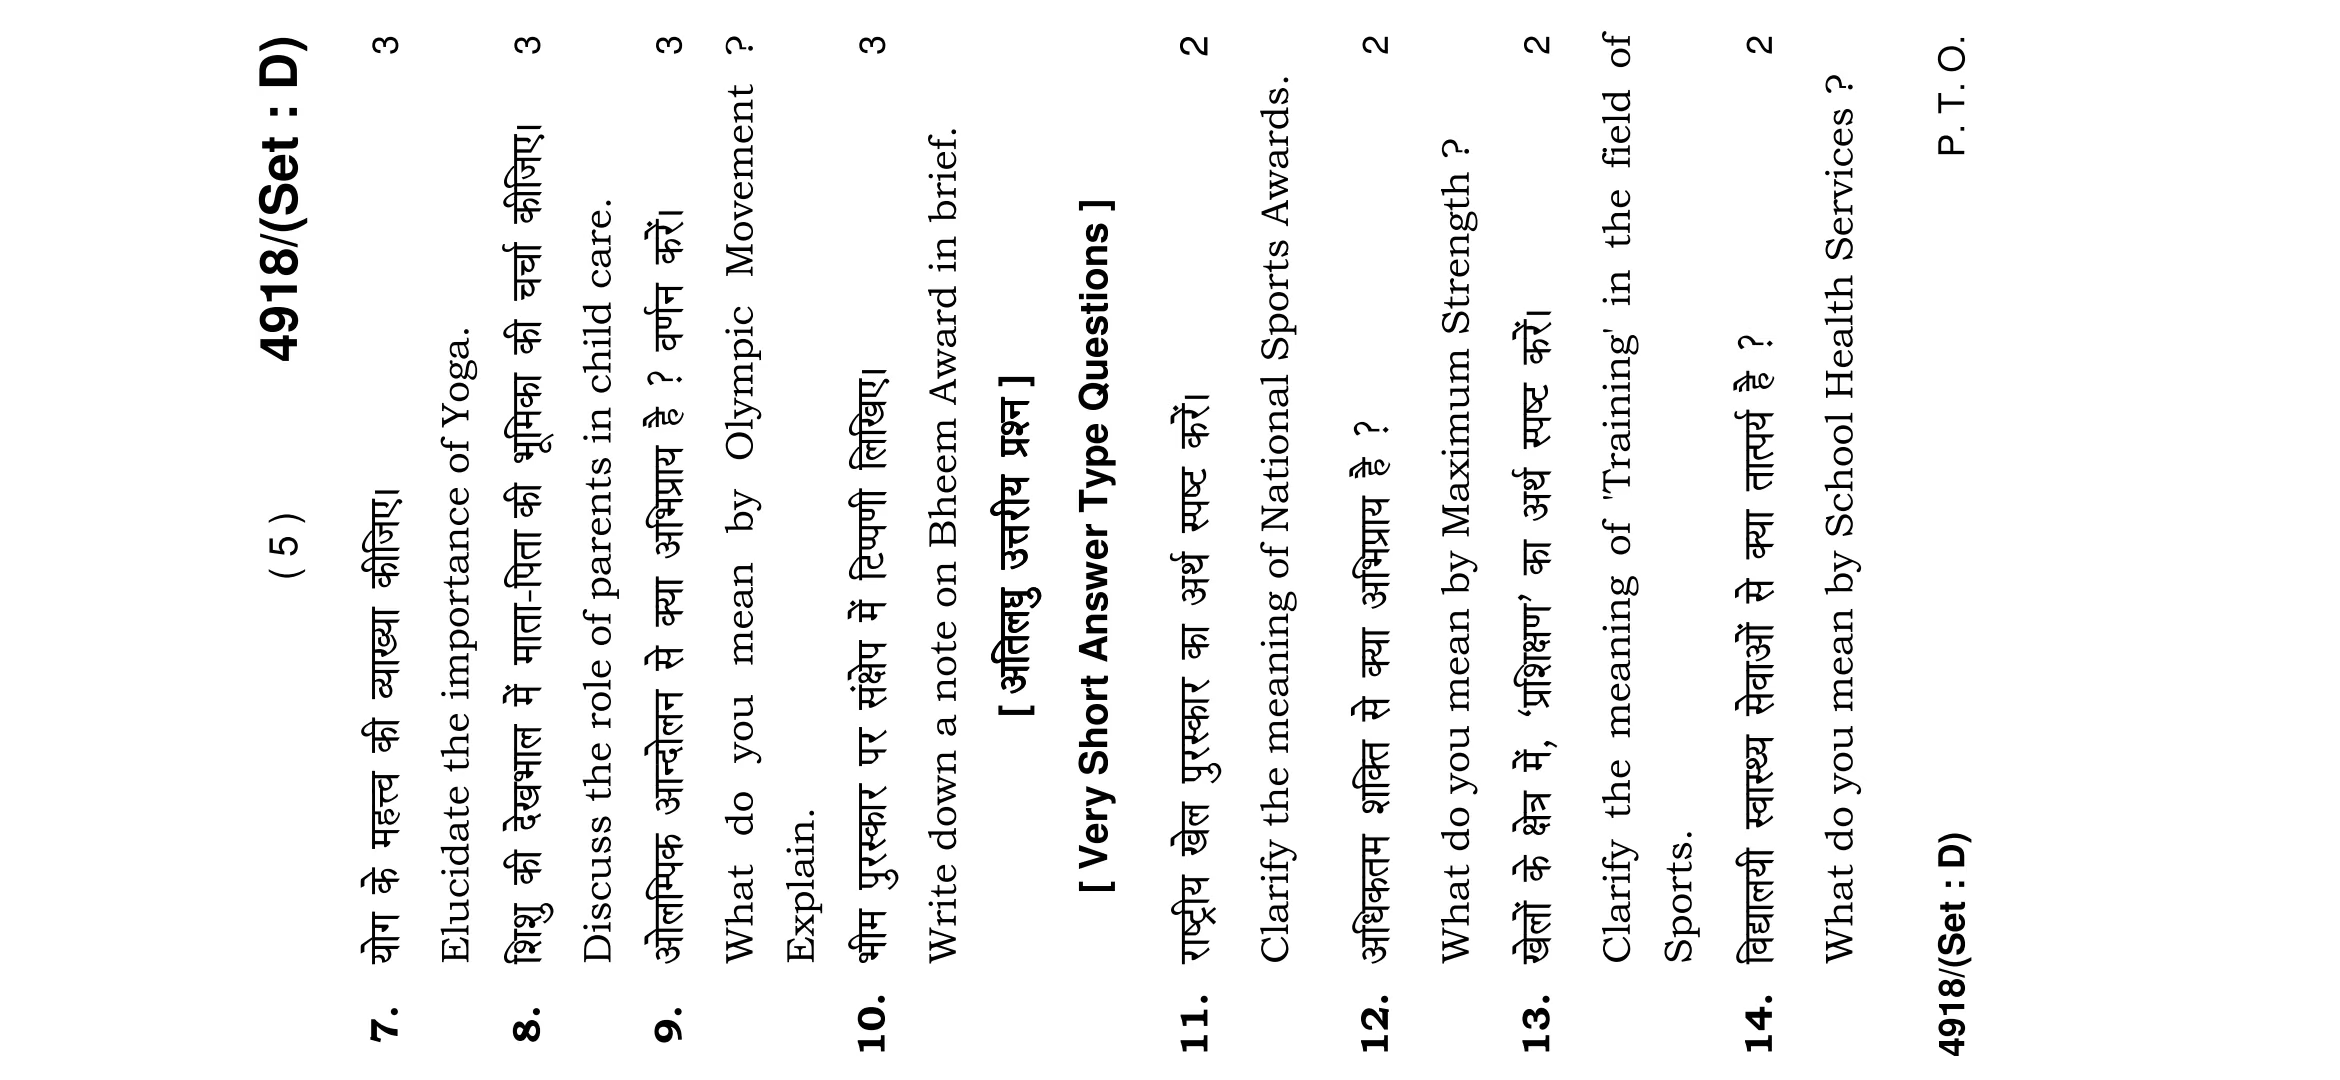 ( 5 ) 4918/(Set : D)
7. योग के महत्त्व की व्याख्या कीजिए। 3
Elucidate the importance of Yoga.
8. शिशु की देखभाल में माता-पिता की भूमिका की चर्चा कीजिए। 3
Discuss the role of parents in child care.
9. ओलम्पिक आन्दोलन से क्या अभिप्राय है ? वर्णन करें। 3
What do you mean by Olympic Movement ?
Explain.
10. भीम पुरस्कार पर संक्षेप में टिप्पणी लिखिए। 3
Write down a note on Bheem Award in brief.
[ अतिलघु उत्तरीय प्रश्न ]
[ Very Short Answer Type Questions ]
11. राष्ट्रीय खेल पुरस्कार का अर्थ स्पष्ट करें। 2
Clarify the meaning of National Sports Awards.
12. अधिकतम शक्ति से क्या अभिप्राय है ? 2
What do you mean by Maximum Strength ?
13. खेलों के क्षेत्र में, ‘प्रशिक्षण’ का अर्थ स्पष्ट करें। 2
Clarify the meaning of 'Training' in the field of
Sports.
14. विद्यालयी स्वास्थ्य सेवाओं से क्या तात्पर्य है ? 2
What do you mean by School Health Services ?
4918/(Set : D) P. T. O.